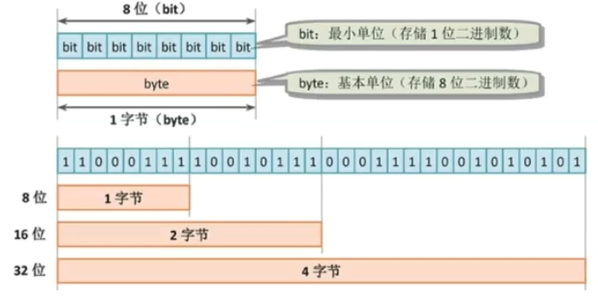 8 位（bit）
bit bit bit bit bit bit bit bit
bit：最小单位（存储 1 位二进制数）
byte
byte：基本单位（存储 8 位二进制数）
1 字节（byte）
1 1 0 0 0 1 1 1 1 0 0 1 0 1 1 1 0 0 0 1 1 1 1 0 0 1 0 1 0 1 0 1
8 位
1 字节
16 位
2 字节
32 位
4 字节